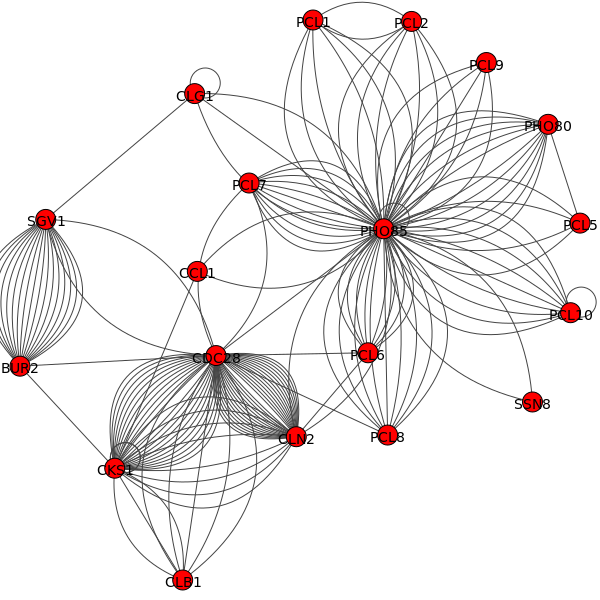 PCL1
PCL2
PCL9
CLG1
PHO80
PCL7
SGV1
PCL5
PHO85
CCL1
PCL10
CDC28
PCL6
BUR2
SSN8
CLN2
PCL8
CKS1
CLB1